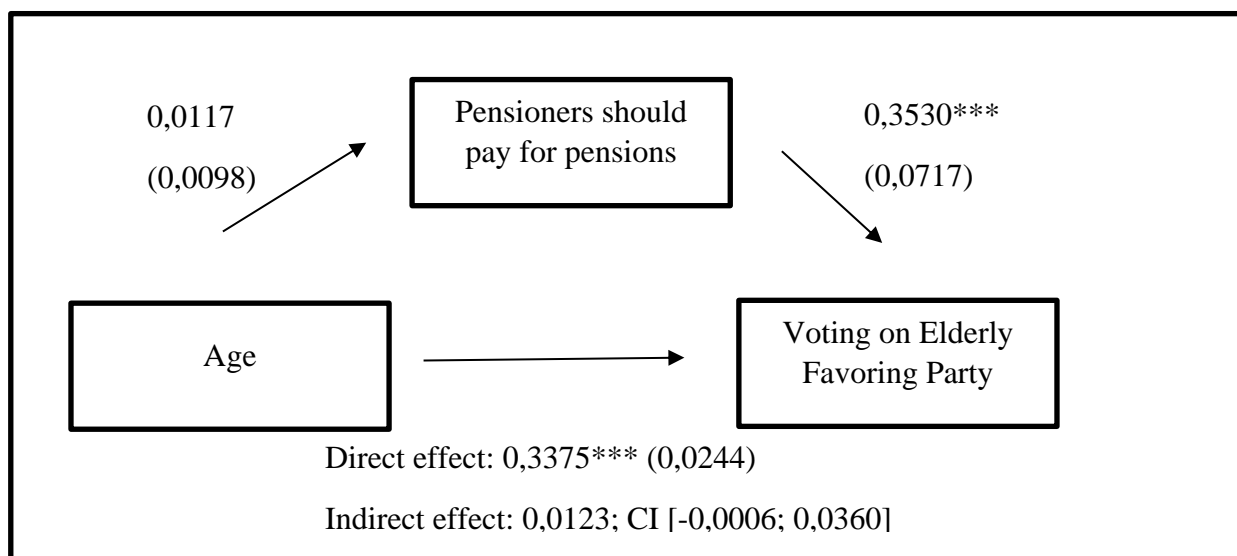 0,0117
(0,0098)
Pensioners should
pay for pensions
0,3530***
(0,0717)
Age
Voting on Elderly
Favoring Party
Direct effect: 0,3375*** (0,0244)
Indirect effect: 0,0123; CI [-0,0006; 0,0360]